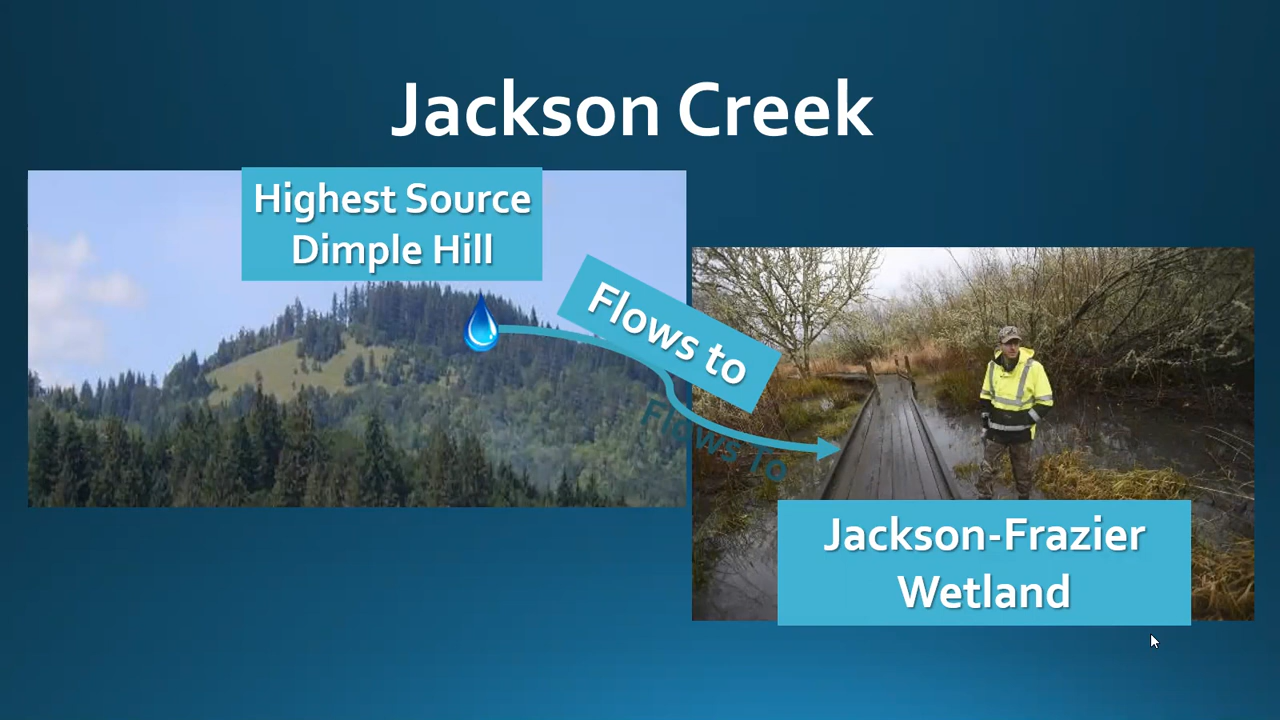 Jackson Creek
Highest Source
Dimple Hill
Flows to
Flows To
Jackson-Frazier
Wetland